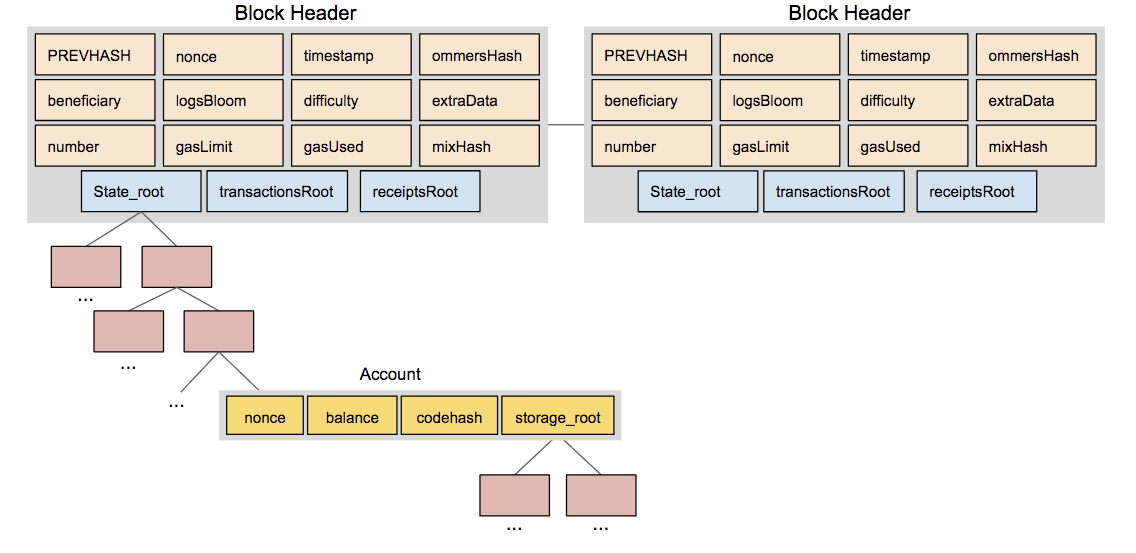 Block Header
Block Header
PREVHASH nonce timestamp ommersHash
beneficiary logsBloom difficulty extraData
number gasLimit gasUsed mixHash
State_root transactionsRoot receiptsRoot
PREVHASH nonce timestamp ommersHash
beneficiary logsBloom difficulty extraData
number gasLimit gasUsed mixHash
State_root transactionsRoot receiptsRoot
...
...
...
Account
nonce balance codehash storage_root
... ...